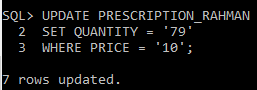 SQL> UPDATE PRESCRIPTION_RAHMAN
2 SET QUANTITY = '79'
3 WHERE PRICE = '10';
7 rows updated.